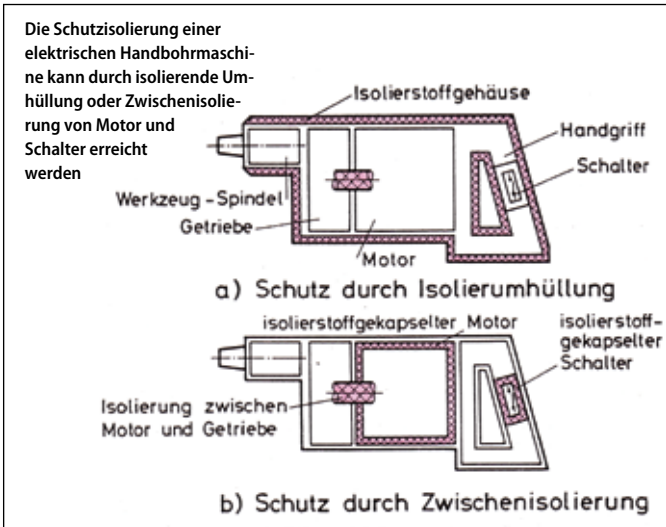 Die Schutzisolierung einer
elektrischen Handbohrmaschi-
ne kann durch isolierende Um-
hüllung oder Zwischenisolie-
rung von Motor und
Schalter erreicht
werden
Isolierstoffgehäuse
Handgriff
Schalter
Werkzeug-Spindel
Getriebe
Motor
a) Schutz durch Isolierumhüllung
isolierstoffgekapselter Motor
isolierstoff-
gekapselter
Schalter
Isolierung zwischen
Motor und Getriebe
b) Schutz durch Zwischenisolierung